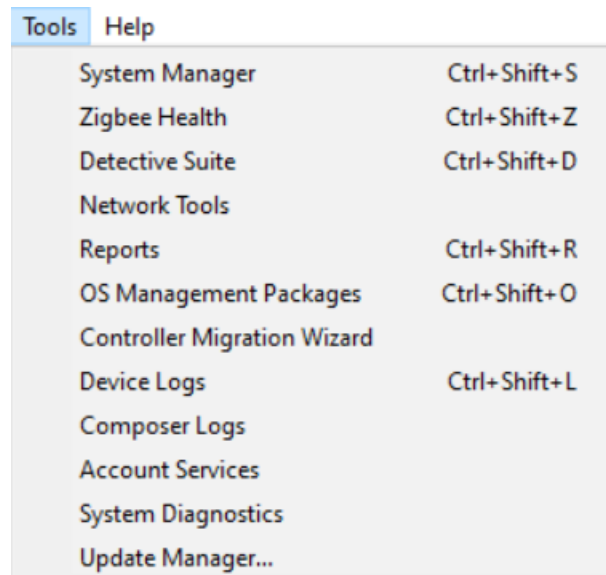 Tools Help
System Manager Ctrl+Shift+S
Zigbee Health Ctrl+Shift+Z
Detective Suite Ctrl+Shift+D
Network Tools
Reports Ctrl+Shift+R
OS Management Packages Ctrl+Shift+O
Controller Migration Wizard
Device Logs Ctrl+Shift+L
Composer Logs
Account Services
System Diagnostics
Update Manager...